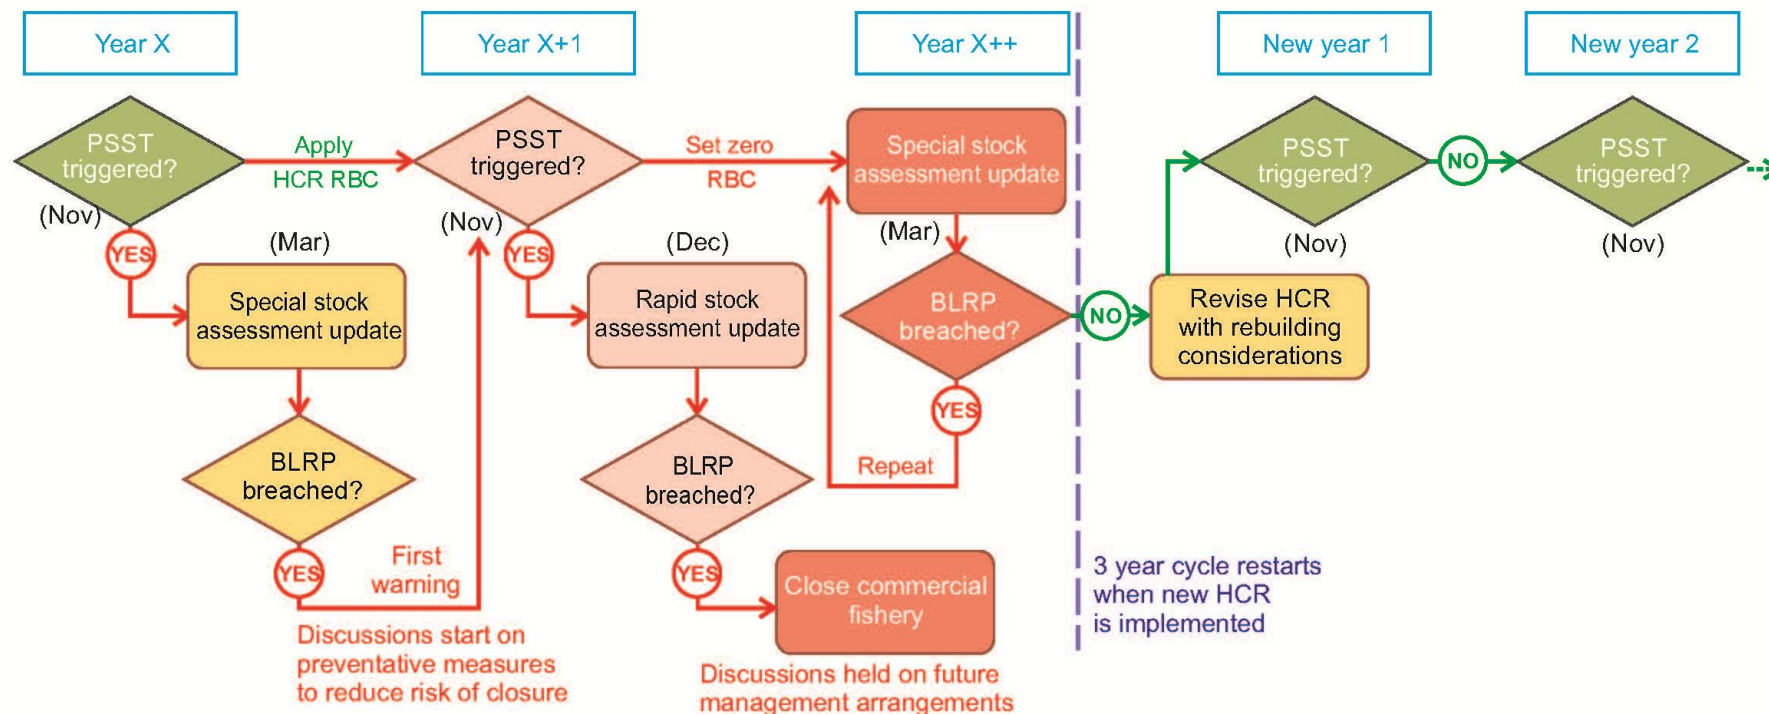 Year X
Year X+1
Year X++
New year 1
New year 2
PSST
triggered?
(Nov)
YES
Apply
HCR RBC
(Mar)
Special stock
assessment update
BLRP
breached?
YES
First
warning
Discussions start on
preventative measures
to reduce risk of closure
PSST
triggered?
(Nov)
YES
Set zero
RBC
(Dec)
Rapid stock
assessment update
BLRP
breached?
YES
Close commercial
fishery
Discussions held on future
management arrangements
Special stock
assessment update
(Mar)
BLRP
breached?
YES
Repeat
NO
3 year cycle restarts
when new HCR
is implemented
Revise HCR
with rebuilding
considerations
PSST
triggered?
(Nov)
NO
PSST
triggered?
(Nov)